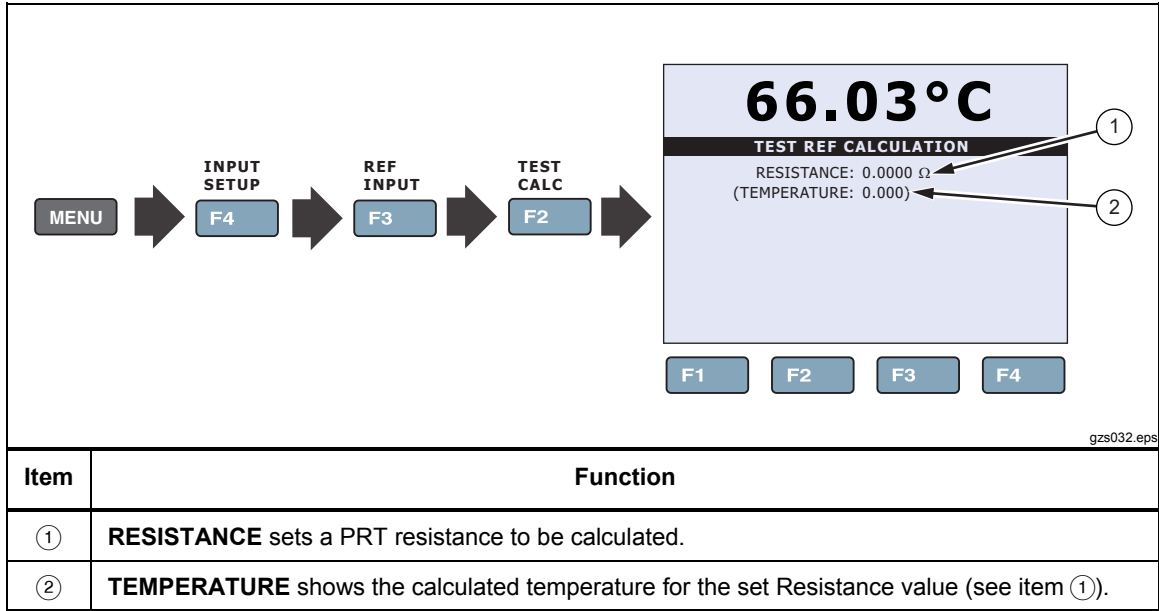 66.03°C
TEST REF CALCULATION
RESISTANCE: 0.0000 Ω
(TEMPERATURE: 0.000)
1
2
MENU
INPUT
SETUP
F4
REF
INPUT
F3
TEST
CALC
F2
F1 F2 F3 F4
gzs032.eps
Item Function
① RESISTANCE sets a PRT resistance to be calculated.
② TEMPERATURE shows the calculated temperature for the set Resistance value (see item ①).